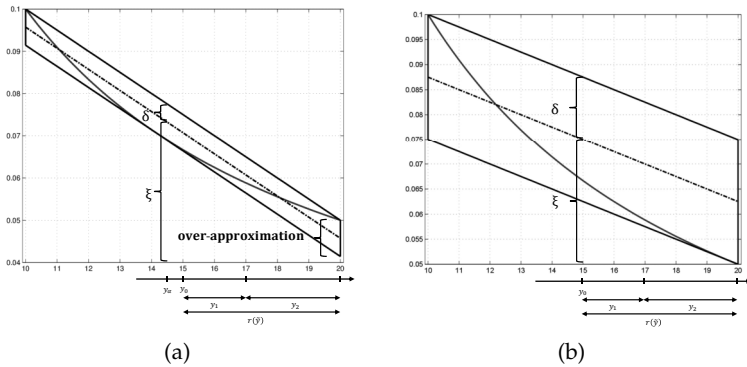 0.1
0.09
0.08
0.07
0.06
0.05
0.04
10 11 12 13 14 15 16 17 18 19 20
δ
ξ
over-approximation
yα y0
y1 y2
r(ŷ)
(a)
0.1
0.095
0.09
0.085
0.08
0.075
0.07
0.065
0.06
0.055
0.05
10 11 12 13 14 15 16 17 18 19 20
δ
ξ
y0
y1 y2
r(ŷ)
(b)